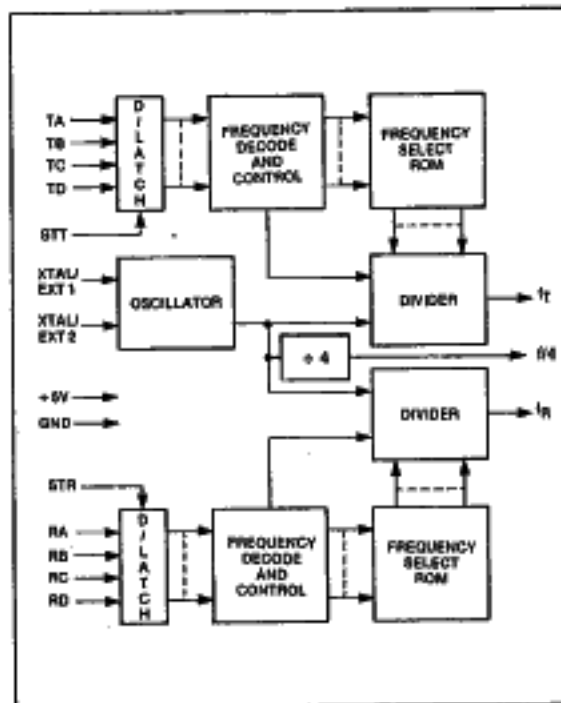 TA
TB
TC
TD
STT
D/LATCH
FREQUENCY
DECODE
AND
CONTROL
FREQUENCY
SELECT
ROM
XTAL/
EXT 1
XTAL/
EXT 2
OSCILLATOR
DIVIDER
fT
÷ 4
f/4
+5V
GND
DIVIDER
fR
STR
RA
RB
RC
RD
D/LATCH
FREQUENCY
DECODE
AND
CONTROL
FREQUENCY
SELECT
ROM